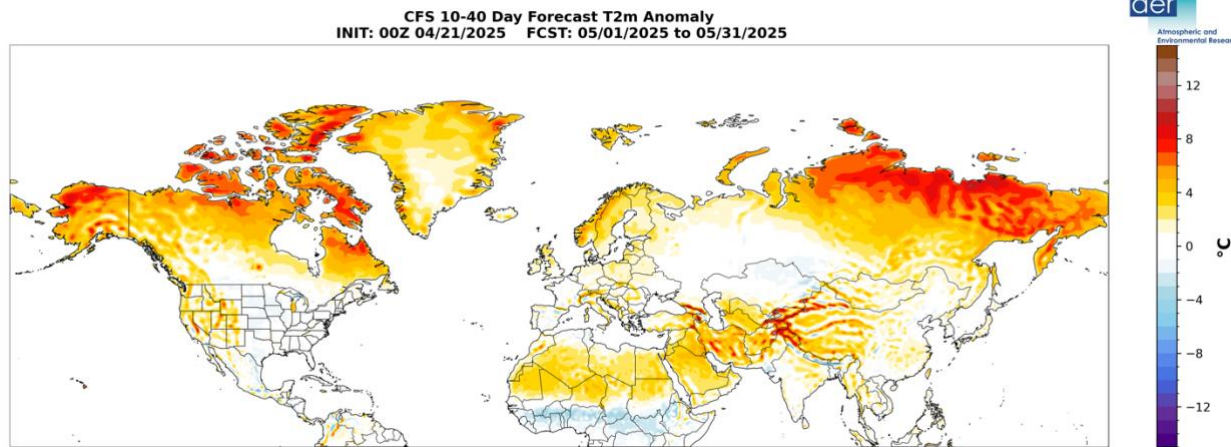 CFS 10-40 Day Forecast T2m Anomaly
INIT: 00Z 04/21/2025 FCST: 05/01/2025 to 05/31/2025
aer
Atmospheric and
Environmental
12
8
4
0
−4
−8
−12
°C